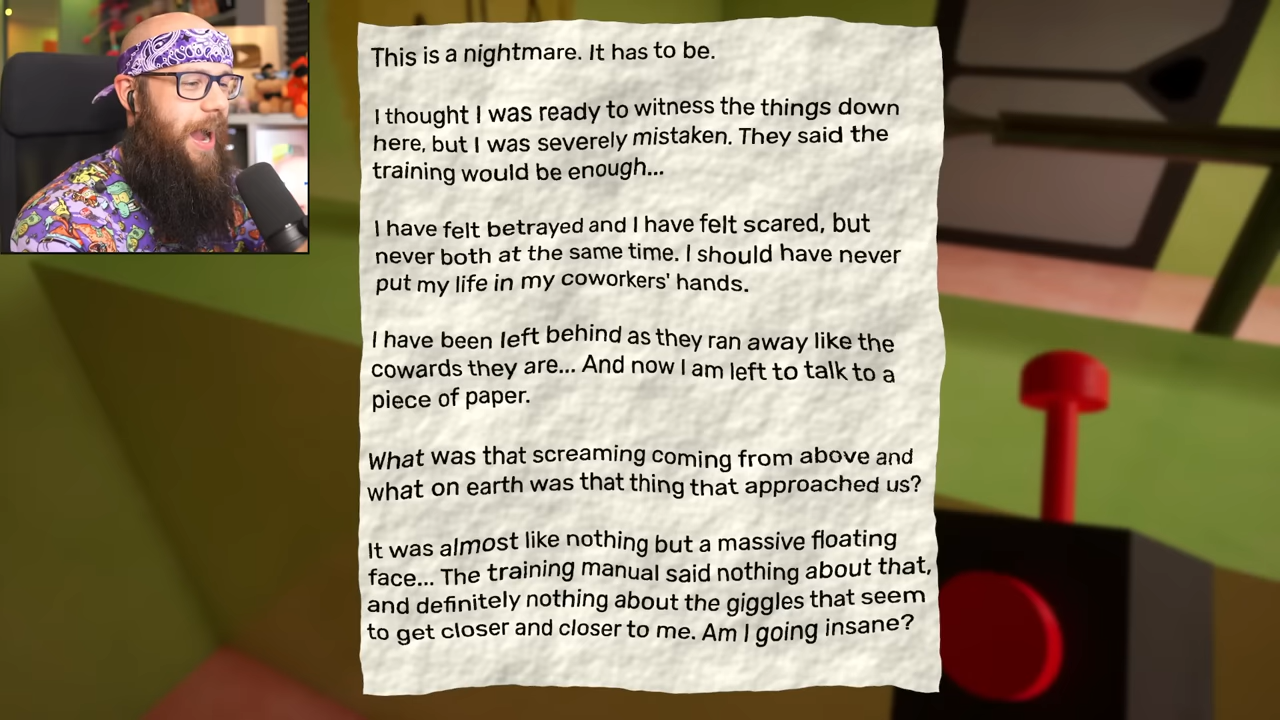 This is a nightmare. It has to be.
I thought I was ready to witness the things down
here, but I was severely mistaken. They said the
training would be enough...
I have felt betrayed and I have felt scared, but
never both at the same time. I should have never
put my life in my coworkers' hands.
I have been left behind as they ran away like the
cowards they are... And now I am left to talk to a
piece of paper.
What was that screaming coming from above and
what on earth was that thing that approached us?
It was almost like nothing but a massive floating
face... The training manual said nothing about that,
and definitely nothing about the giggles that seem
to get closer and closer to me. Am I going insane?